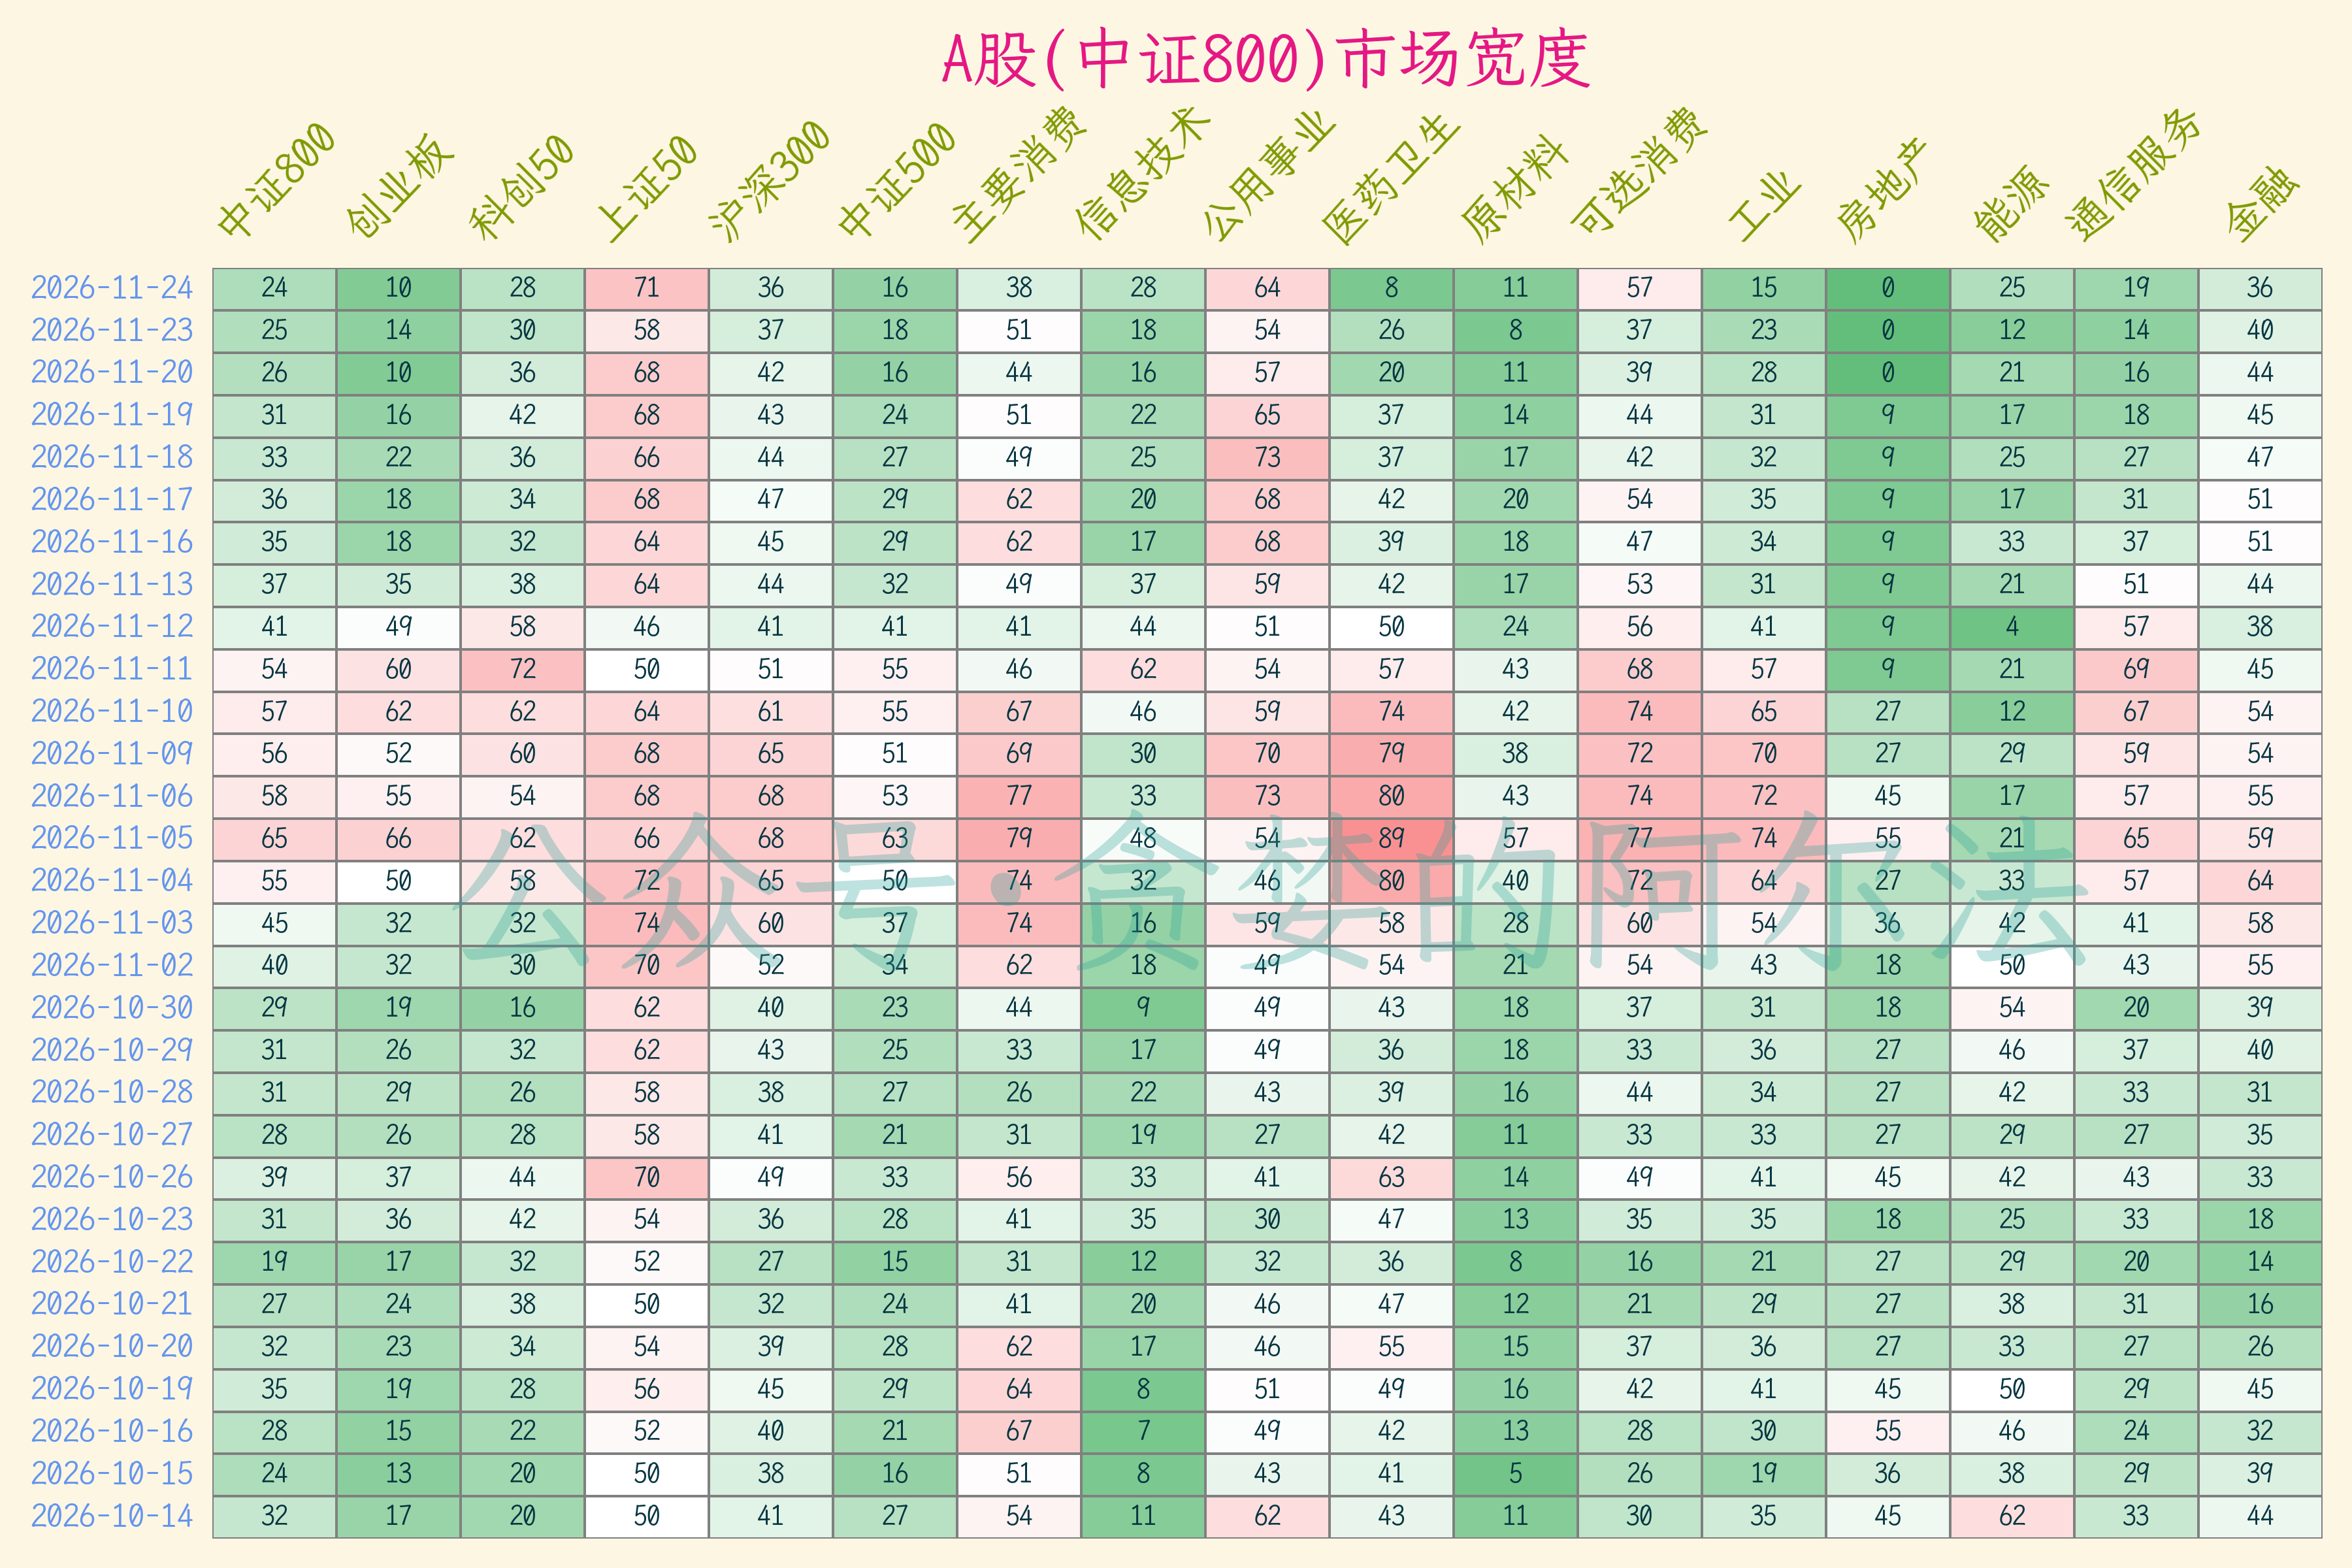 A股(中证800)市场宽度
中证800 创业板 科创50 上证50 沪深300 中证500 主要消费 信息技术 公用事业 医药卫生 原材料 可选消费 工业 房地产 能源 通信服务 金融
2026-11-24 24 10 28 71 36 16 38 28 64 8 11 57 15 0 25 19 36
2026-11-23 25 14 30 58 37 18 51 18 54 26 8 37 23 0 12 14 40
2026-11-20 26 10 36 68 42 16 44 16 57 20 11 39 28 0 21 16 44
2026-11-19 31 16 42 68 43 24 51 22 65 37 14 44 31 9 17 18 45
2026-11-18 33 22 36 66 44 27 49 25 73 37 17 42 32 9 25 27 47
2026-11-17 36 18 34 68 47 29 62 20 68 42 20 54 35 9 17 31 51
2026-11-16 35 18 32 64 45 29 62 17 68 39 18 47 34 9 33 37 51
2026-11-13 37 35 38 64 44 32 49 37 59 42 17 53 31 9 21 51 44
2026-11-12 41 49 58 46 41 41 41 44 51 50 24 56 41 9 4 57 38
2026-11-11 54 60 72 50 51 55 46 62 54 57 43 68 57 9 21 69 45
2026-11-10 57 62 62 64 61 55 67 46 59 74 42 74 65 27 12 67 54
2026-11-09 56 52 60 68 65 51 69 30 70 79 38 72 70 27 29 59 54
2026-11-06 58 55 54 68 68 53 77 33 73 80 43 74 72 45 17 57 55
2026-11-05 65 66 62 66 68 63 79 48 54 89 57 77 74 55 21 65 59
2026-11-04 55 50 58 72 65 50 74 32 46 80 40 72 64 27 33 57 64
公众号·贪婪的阿尔法
2026-11-03 45 32 32 74 60 37 74 16 59 58 28 60 54 36 42 41 58
2026-11-02 40 32 30 70 52 34 62 18 49 54 21 54 43 18 50 43 55
2026-10-30 29 19 16 62 40 23 44 9 49 43 18 37 31 18 54 20 39
2026-10-29 31 26 32 62 43 25 33 17 49 36 18 33 36 27 46 37 40
2026-10-28 31 29 26 58 38 27 26 22 43 39 16 44 34 27 42 33 31
2026-10-27 28 26 28 58 41 21 31 19 27 42 11 33 33 27 29 27 35
2026-10-26 39 37 44 70 49 33 56 33 41 63 14 49 41 45 42 43 33
2026-10-23 31 36 42 54 36 28 41 35 30 47 13 35 35 18 25 33 18
2026-10-22 19 17 32 52 27 15 31 12 32 36 8 16 21 27 29 20 14
2026-10-21 27 24 38 50 32 24 41 20 46 47 12 21 29 27 38 31 16
2026-10-20 32 23 34 54 39 28 62 17 46 55 15 37 36 27 33 27 26
2026-10-19 35 19 28 56 45 29 64 8 51 49 16 42 41 45 50 29 45
2026-10-16 28 15 22 52 40 21 67 7 49 42 13 28 30 55 46 24 32
2026-10-15 24 13 20 50 38 16 51 8 43 41 5 26 19 36 38 29 39
2026-10-14 32 17 20 50 41 27 54 11 62 43 11 30 35 45 62 33 44